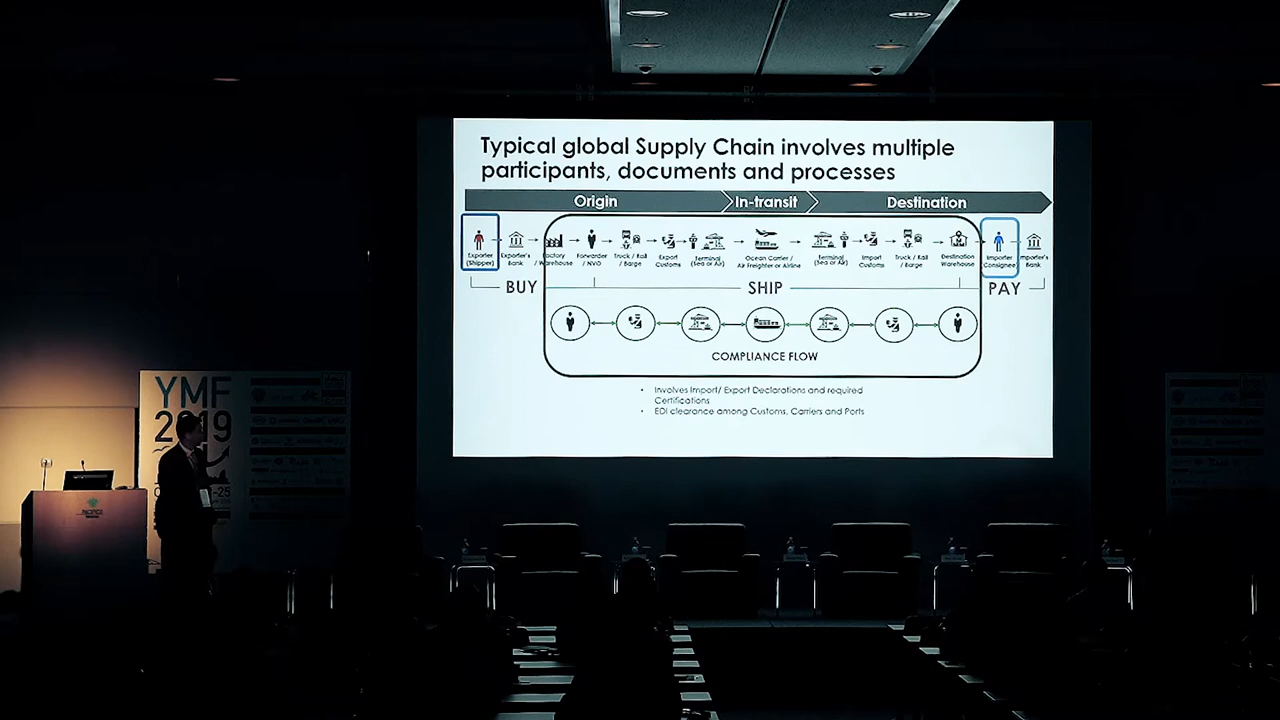 Typical global Supply Chain involves multiple
participants, documents and processes
Origin
In-transit
Destination
Exporter
(Shipper)
Exporter's
Bank
Factory
/ Warehouse
Forwarder
/ NVO
Truck / Rail
/ Barge
Export
Customs
Terminal
(Sea or Air)
Ocean Carrier /
Air Freighter or Airline
Terminal
(Sea or Air)
Import
Customs
Truck / Rail
/ Barge
Destination
Warehouse
Importer
(Consignee)
Importer's
Bank
BUY
SHIP
PAY
COMPLIANCE FLOW
• Involves Import/ Export Declarations and required
Certifications
• EDI clearance among Customs, Carriers and Ports
YMF
2019
-25